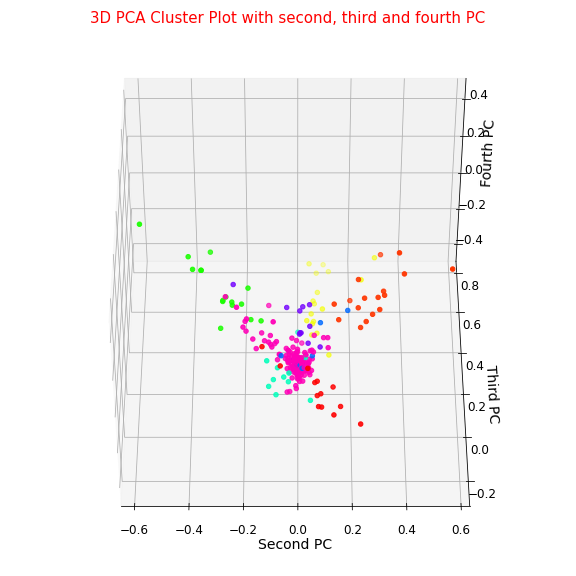 3D PCA Cluster Plot with second, third and fourth PC
0.4
0.2
0.0
−0.2
−0.4
Fourth PC
0.8
0.6
0.4
0.2
0.0
−0.2
Third PC
−0.6 −0.4 −0.2 0.0 0.2 0.4 0.6
Second PC